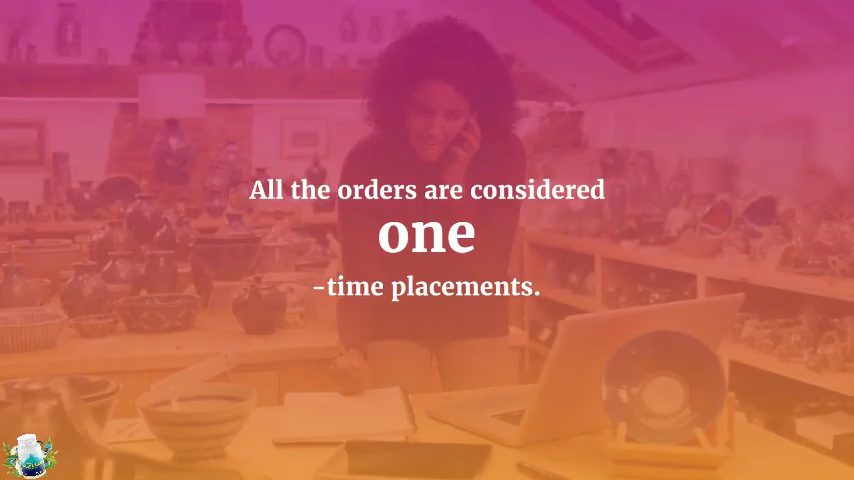 All the orders are considered
one
-time placements.